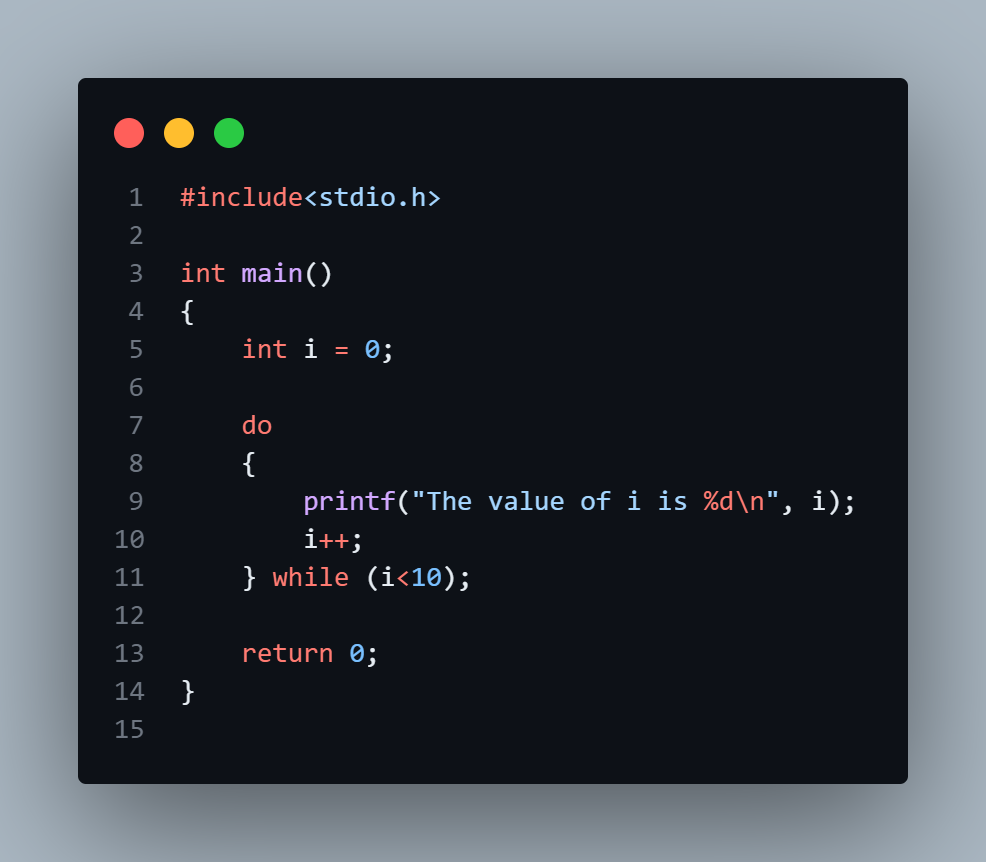 1 #include<stdio.h>
2
3 int main()
4 {
5     int i = 0;
6
7     do
8     {
9         printf("The value of i is %d\n", i);
10         i++;
11     } while (i<10);
12
13     return 0;
14 }
15